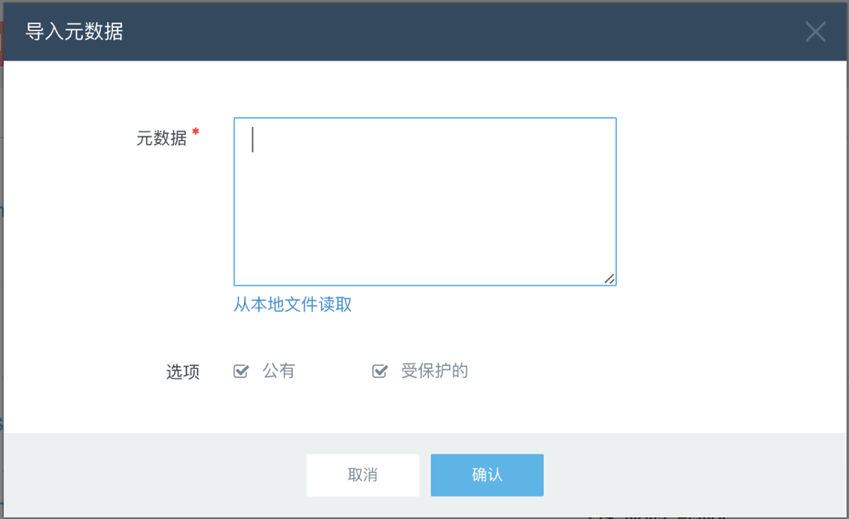 导入元数据
元数据 *
从本地文件读取
选项 公有 受保护的
取消 确认